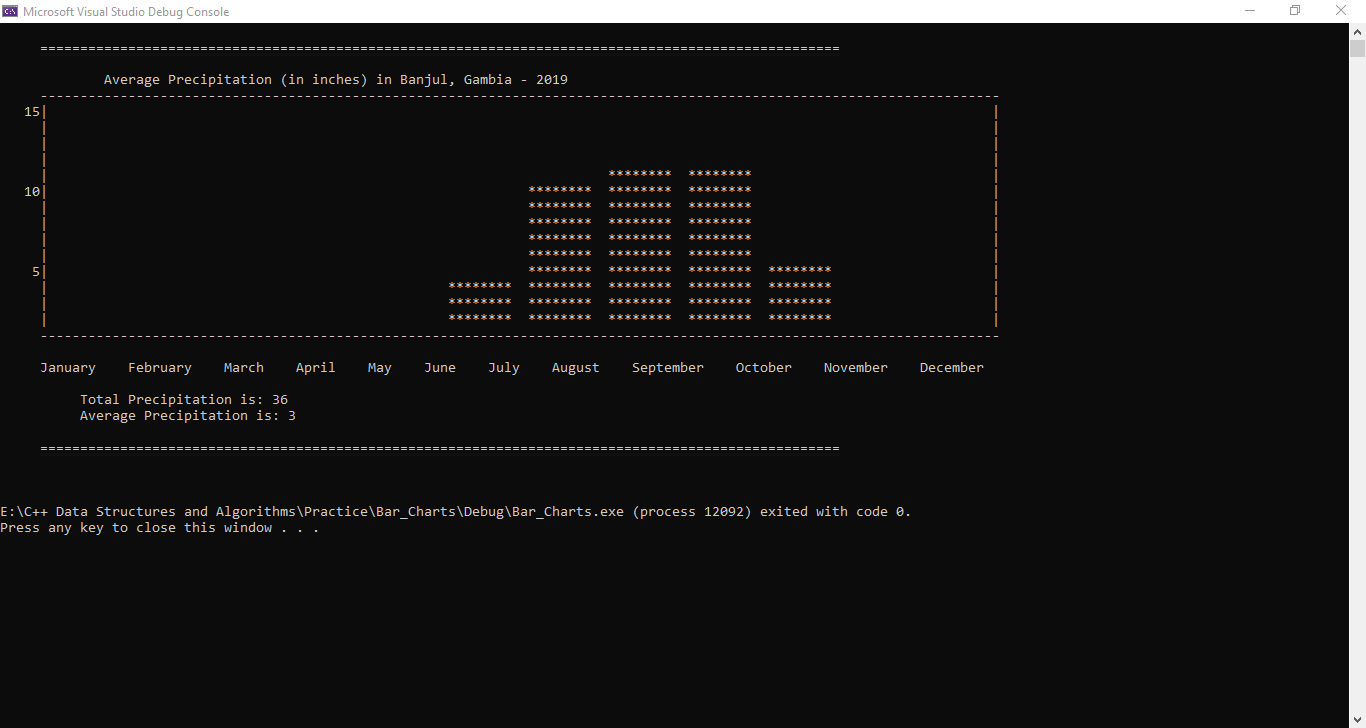 Microsoft Visual Studio Debug Console
====================================================================================================
Average Precipitation (in inches) in Banjul, Gambia - 2019
------------------------------------------------------------------------------------------------------------------------
15| |
| |
| |
| |
| ******** ******** |
10| ******** ******** ******** |
| ******** ******** ******** |
| ******** ******** ******** |
| ******** ******** ******** |
| ******** ******** ******** |
5| ******** ******** ******** ******** |
| ******** ******** ******** ******** ******** |
| ******** ******** ******** ******** ******** |
| ******** ******** ******** ******** ******** |
------------------------------------------------------------------------------------------------------------------------
January February March April May June July August September October November December
Total Precipitation is: 36
Average Precipitation is: 3
====================================================================================================
E:\C++ Data Structures and Algorithms\Practice\Bar_Charts\Debug\Bar_Charts.exe (process 12092) exited with code 0.
Press any key to close this window . . .